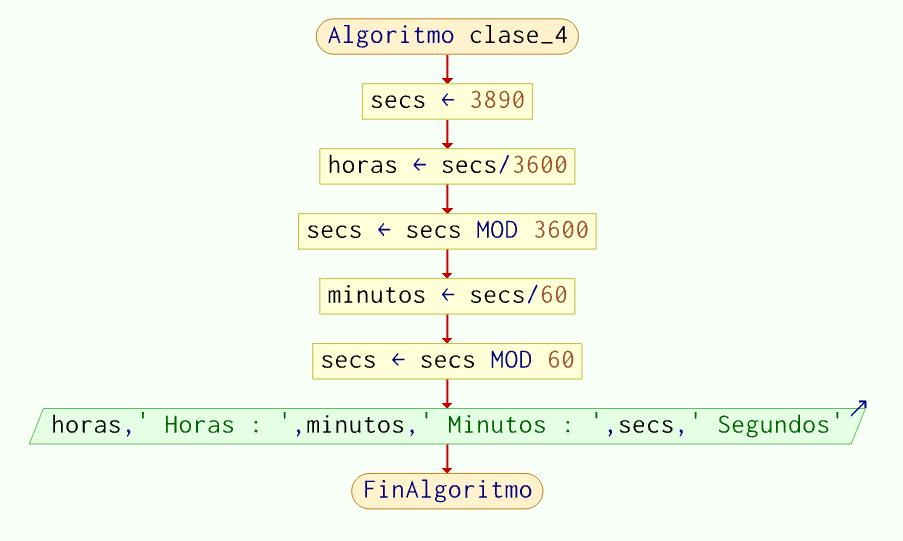 Algoritmo clase_4
secs ← 3890
horas ← secs/3600
secs ← secs MOD 3600
minutos ← secs/60
secs ← secs MOD 60
horas,' Horas : ',minutos,' Minutos : ',secs,' Segundos'
FinAlgoritmo